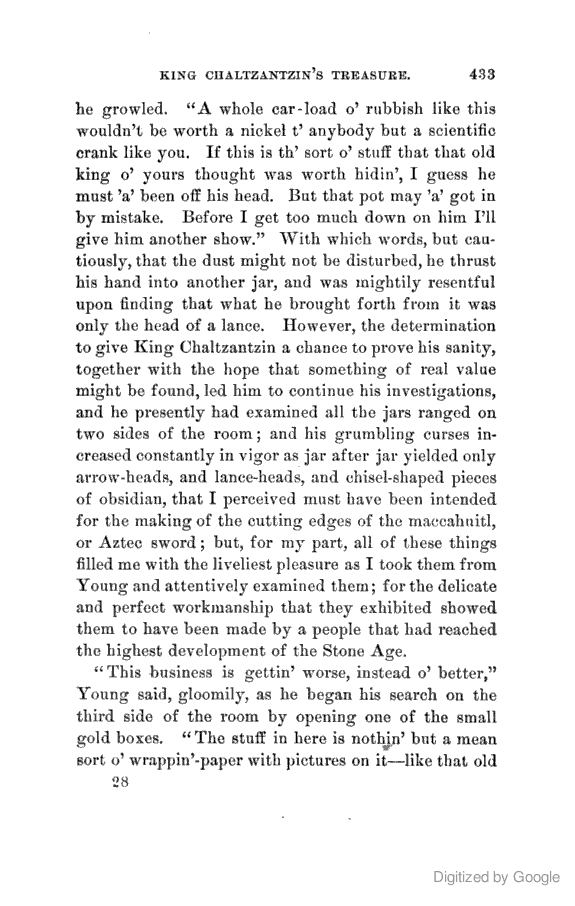 KING CHALTZANTZIN'S TREASURE. 433
he growled. "A whole car-load o' rubbish like this
wouldn't be worth a nickel t' anybody but a scientific
crank like you. If this is th' sort o' stuff that that old
king o' yours thought was worth hidin', I guess he
must 'a' been off his head. But that pot may 'a' got in
by mistake. Before I get too much down on him I'll
give him another show." With which words, but cau-
tiously, that the dust might not be disturbed, he thrust
his hand into another jar, and was mightily resentful
upon finding that what he brought forth from it was
only the head of a lance. However, the determination
to give King Chaltzantzin a chance to prove his sanity,
together with the hope that something of real value
might be found, led him to continue his investigations,
and he presently had examined all the jars ranged on
two sides of the room; and his grumbling curses in-
creased constantly in vigor as jar after jar yielded only
arrow-heads, and lance-heads, and chisel-shaped pieces
of obsidian, that I perceived must have been intended
for the making of the cutting edges of the maccahuitl,
or Aztec sword; but, for my part, all of these things
filled me with the liveliest pleasure as I took them from
Young and attentively examined them; for the delicate
and perfect workmanship that they exhibited showed
them to have been made by a people that had reached
the highest development of the Stone Age.
"This business is gettin' worse, instead o' better,"
Young said, gloomily, as he began his search on the
third side of the room by opening one of the small
gold boxes. "The stuff in here is nothin' but a mean
sort o' wrappin'-paper with pictures on it—like that old
28
Digitized by Google